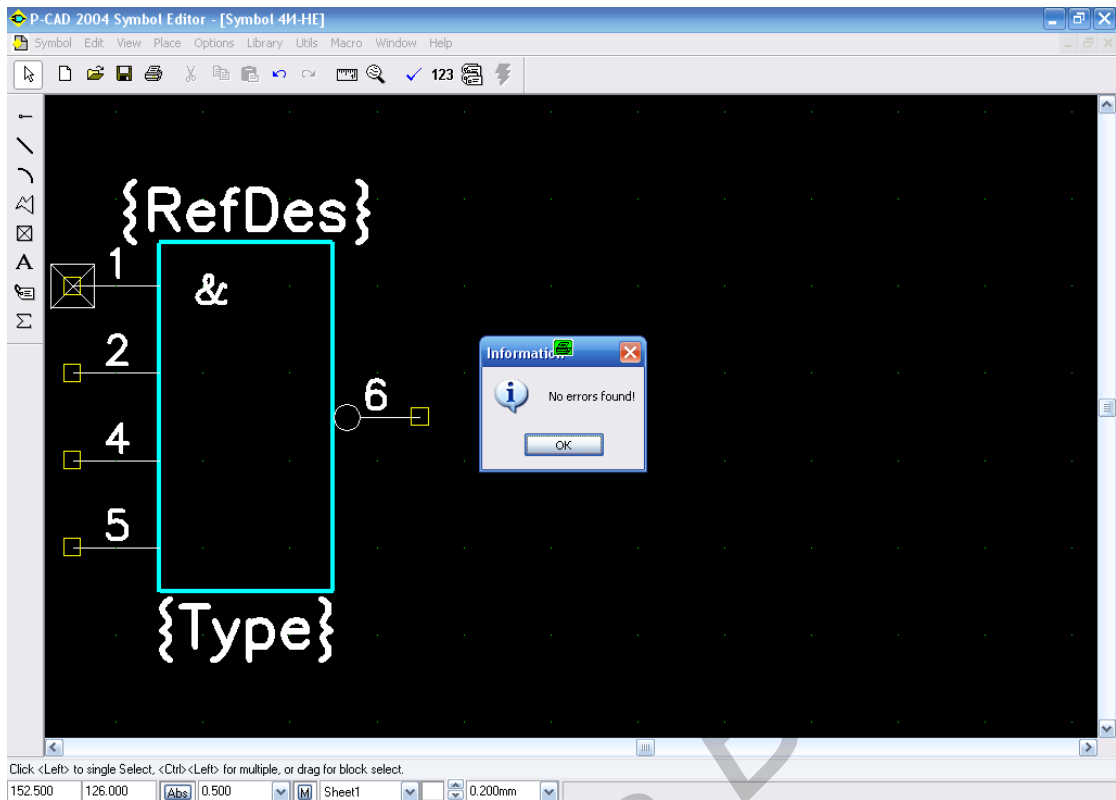 P-CAD 2004 Symbol Editor - [Symbol 4И-НЕ]
Symbol Edit View Place Options Library Utils Macro Window Help
123
A
Σ
{RefDes}
1
&
2
6
4
5
{Type}
No errors found!
OK
Click <Left> to single Select, <Ctrl><Left> for multiple, or drag for block select.
152.500 126.000 Abs 0.500 M Sheet1 0.200mm